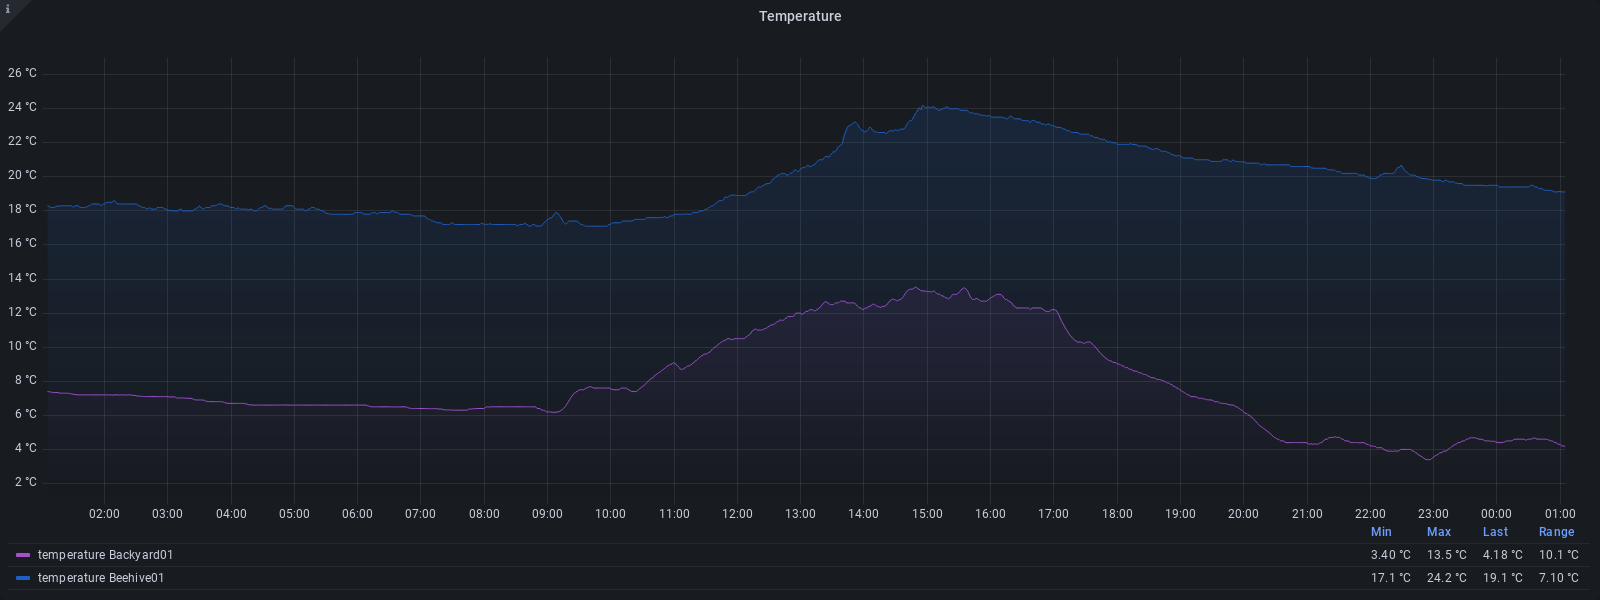 i
Temperature
26 °C
24 °C
22 °C
20 °C
18 °C
16 °C
14 °C
12 °C
10 °C
8 °C
6 °C
4 °C
2 °C
02:00 03:00 04:00 05:00 06:00 07:00 08:00 09:00 10:00 11:00 12:00 13:00 14:00 15:00 16:00 17:00 18:00 19:00 20:00 21:00 22:00 23:00 00:00 01:00
Min Max Last Range
temperature Backyard01 3.40 °C 13.5 °C 4.18 °C 10.1 °C
temperature Beehive01 17.1 °C 24.2 °C 19.1 °C 7.10 °C